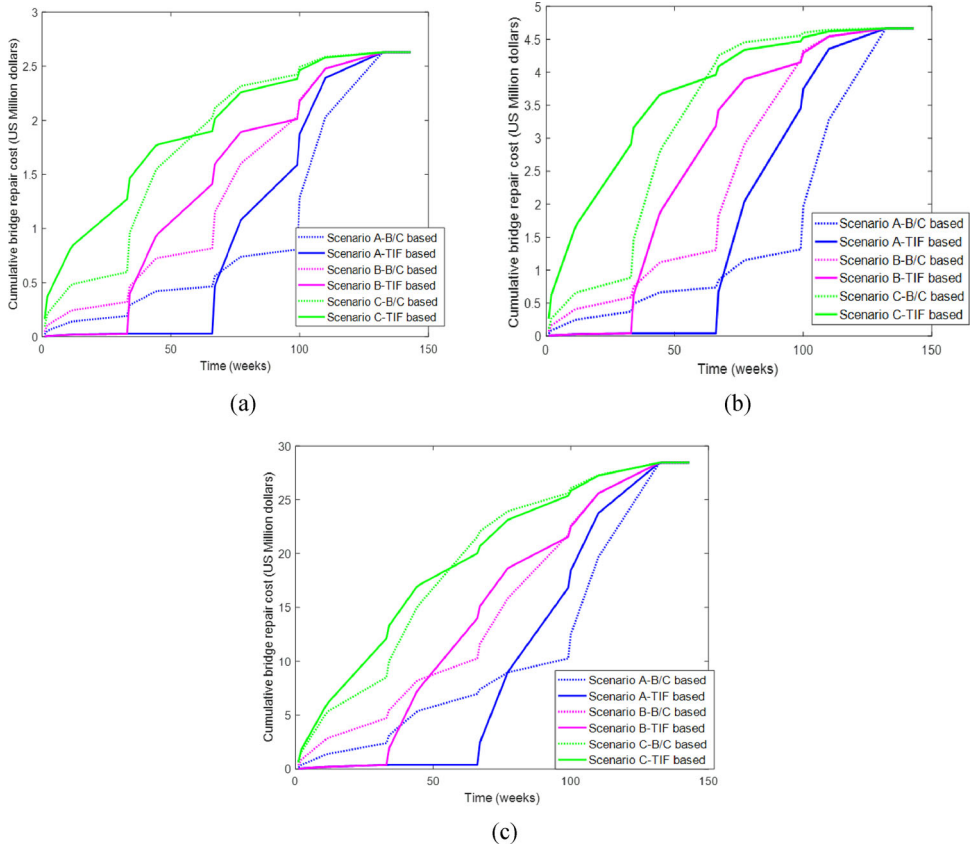 Cumulative bridge repair cost (US Million dollars)
3
2.5
2
1.5
1
0.5
0
0
50
100
150
Time (weeks)
Scenario A-B/C based
Scenario A-TIF based
Scenario B-B/C based
Scenario B-TIF based
Scenario C-B/C based
Scenario C-TIF based
(a)
Cumulative bridge repair cost (US Million dollars)
5
4.5
4
3.5
3
2.5
2
1.5
1
0.5
0
0
50
100
150
Time (weeks)
Scenario A-B/C based
Scenario A-TIF based
Scenario B-B/C based
Scenario B-TIF based
Scenario C-B/C based
Scenario C-TIF based
(b)
Cumulative bridge repair cost (US Million dollars)
30
25
20
15
10
5
0
0
50
100
150
Time (weeks)
Scenario A-B/C based
Scenario A-TIF based
Scenario B-B/C based
Scenario B-TIF based
Scenario C-B/C based
Scenario C-TIF based
(c)